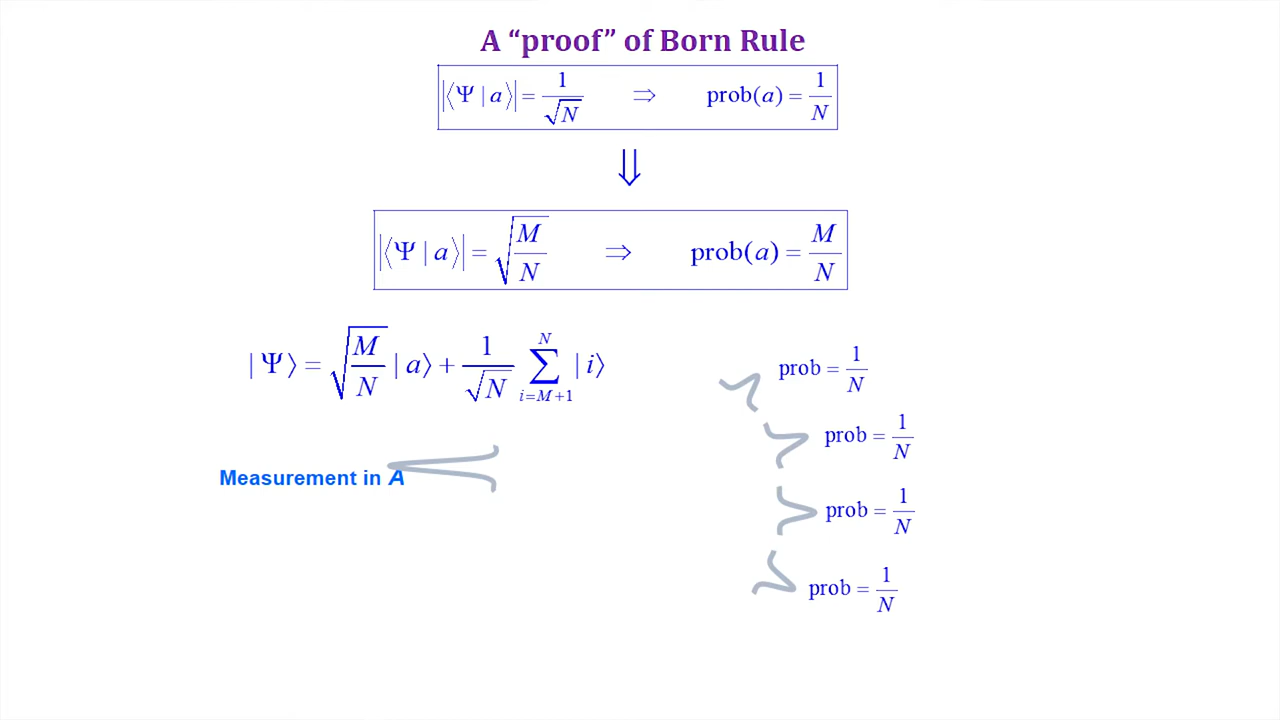 A “proof” of Born Rule
|⟨Ψ | a⟩| = 1/√N ⇒ prob(a) = 1/N
⇓
|⟨Ψ | a⟩| = √(M/N) ⇒ prob(a) = M/N
| Ψ⟩ = √(M/N) | a⟩ + 1/√N ∑_{i=M+1}^{N} | i⟩
prob = 1/N
prob = 1/N
Measurement in A
prob = 1/N
prob = 1/N